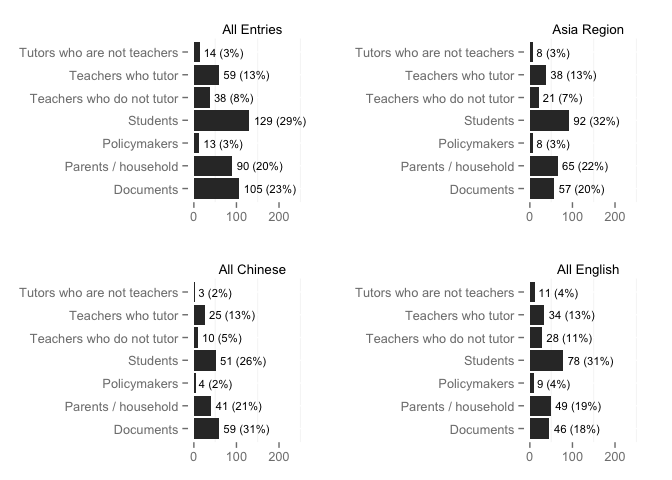 All Entries
Tutors who are not teachers 14 (3%)
Teachers who tutor 59 (13%)
Teachers who do not tutor 38 (8%)
Students 129 (29%)
Policymakers 13 (3%)
Parents / household 90 (20%)
Documents 105 (23%)
0 100 200
Asia Region
Tutors who are not teachers 8 (3%)
Teachers who tutor 38 (13%)
Teachers who do not tutor 21 (7%)
Students 92 (32%)
Policymakers 8 (3%)
Parents / household 65 (22%)
Documents 57 (20%)
0 100 200
All Chinese
Tutors who are not teachers 3 (2%)
Teachers who tutor 25 (13%)
Teachers who do not tutor 10 (5%)
Students 51 (26%)
Policymakers 4 (2%)
Parents / household 41 (21%)
Documents 59 (31%)
0 100 200
All English
Tutors who are not teachers 11 (4%)
Teachers who tutor 34 (13%)
Teachers who do not tutor 28 (11%)
Students 78 (31%)
Policymakers 9 (4%)
Parents / household 49 (19%)
Documents 46 (18%)
0 100 200